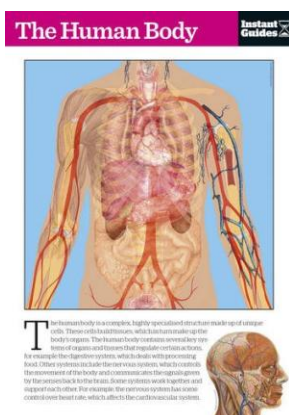 The Human Body
Instant
Guides
The human body is a complex, highly specialised structure made up of unique
cells. These cells build tissues, which in turn make up the
body's organs. The human body contains several key sys-
tems of organs and tissues that regulate certain actions,
for example the digestive system, which deals with processing
food. Other systems include the nervous system, which controls
the movement of the body and communicates the signals given
by the senses back to the brain. Some systems work together and
support each other. For example, the nervous system has some
control over heart rate, which affects the cardiovascular system.